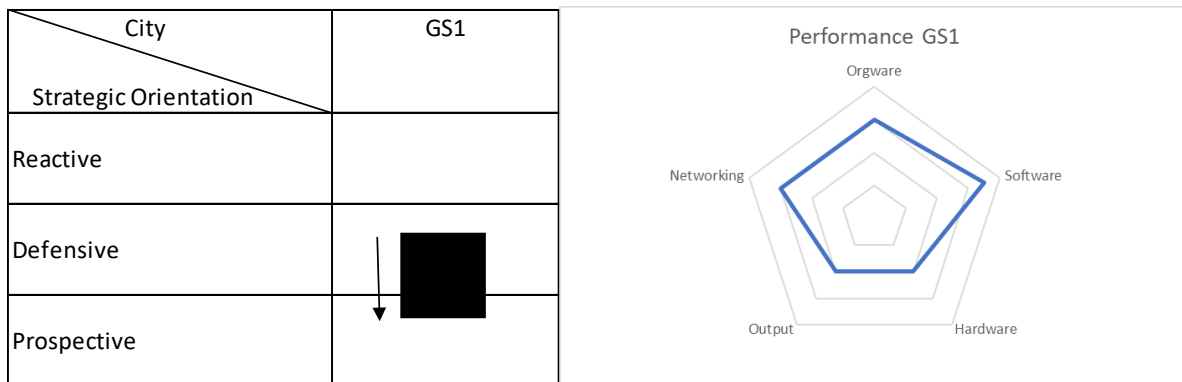 City
GS1
Strategic Orientation
Reactive
Defensive
Prospective
Performance GS1
Orgware
Networking
Software
Output
Hardware